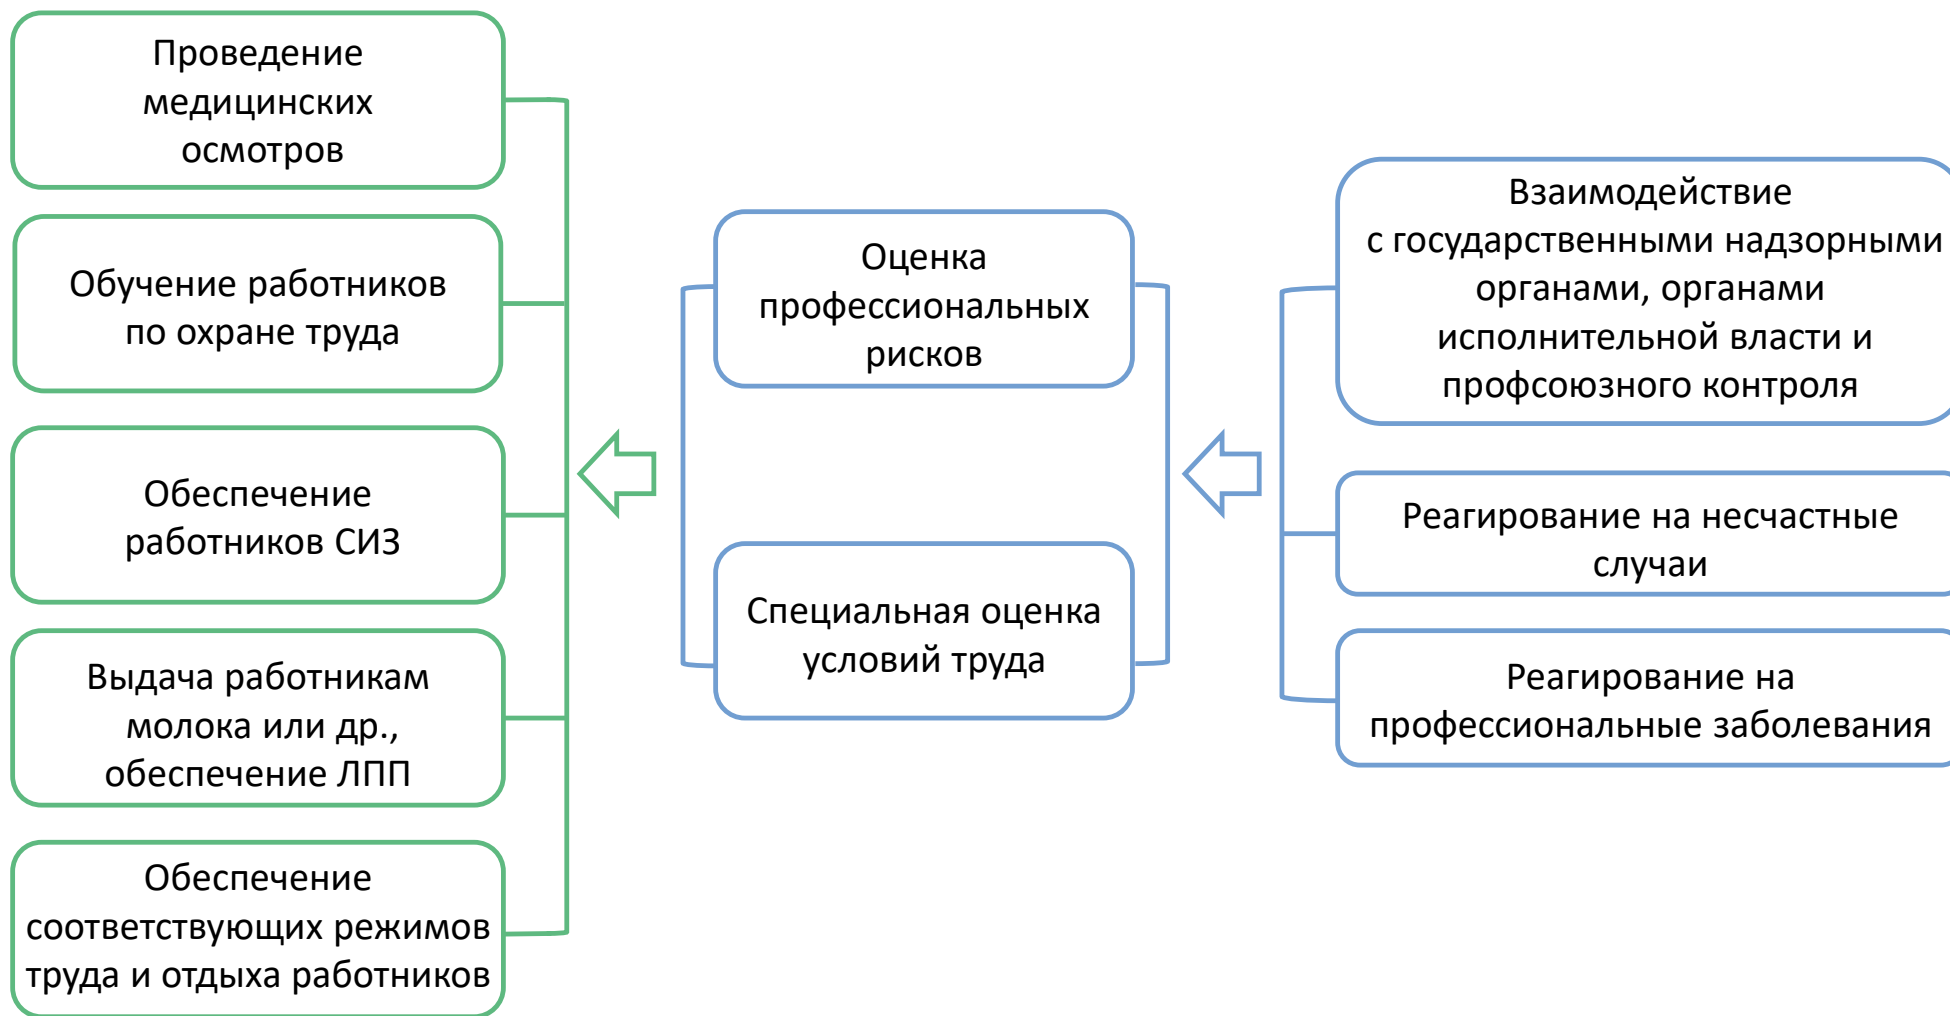 Проведение
медицинских
осмотров
Обучение работников
по охране труда
Обеспечение
работников СИЗ
Выдача работникам
молока или др.,
обеспечение ЛПП
Обеспечение
соответствующих режимов
труда и отдыха работников
Оценка
профессиональных
рисков
Специальная оценка
условий труда
Взаимодействие
с государственными надзорными
органами, органами
исполнительной власти и
профсоюзного контроля
Реагирование на несчастные
случаи
Реагирование на
профессиональные заболевания